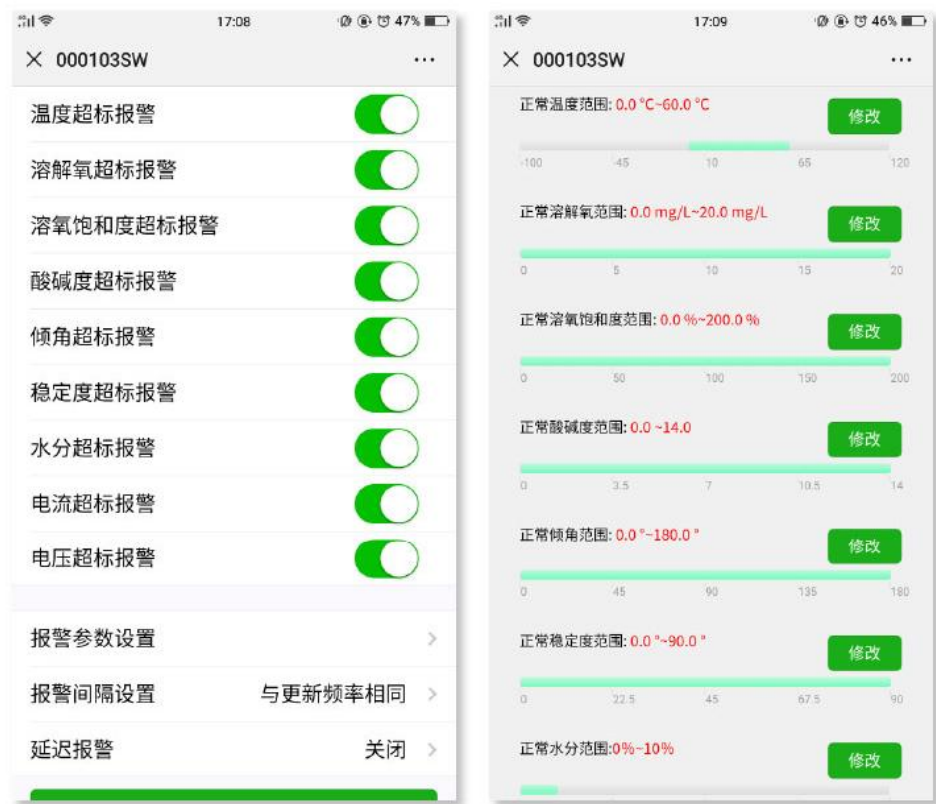 17:08 47%
× 000103SW ···
温度超标报警
溶解氧超标报警
溶氧饱和度超标报警
酸碱度超标报警
倾角超标报警
稳定度超标报警
水分超标报警
电流超标报警
电压超标报警
报警参数设置
报警间隔设置 与更新频率相同
延迟报警 关闭
17:09 46%
× 000103SW ···
正常温度范围: 0.0 °C~60.0 °C 修改
-100 -45 10 65 120
正常溶解氧范围: 0.0 mg/L~20.0 mg/L 修改
0 5 10 15 20
正常溶氧饱和度范围: 0.0 %~200.0 % 修改
0 50 100 150 200
正常酸碱度范围: 0.0 ~14.0 修改
0 3.5 7 10.5 14
正常倾角范围: 0.0 °~180.0 ° 修改
0 45 90 135 180
正常稳定度范围: 0.0 °~90.0 ° 修改
0 22.5 45 67.5 90
正常水分范围:0%~10% 修改